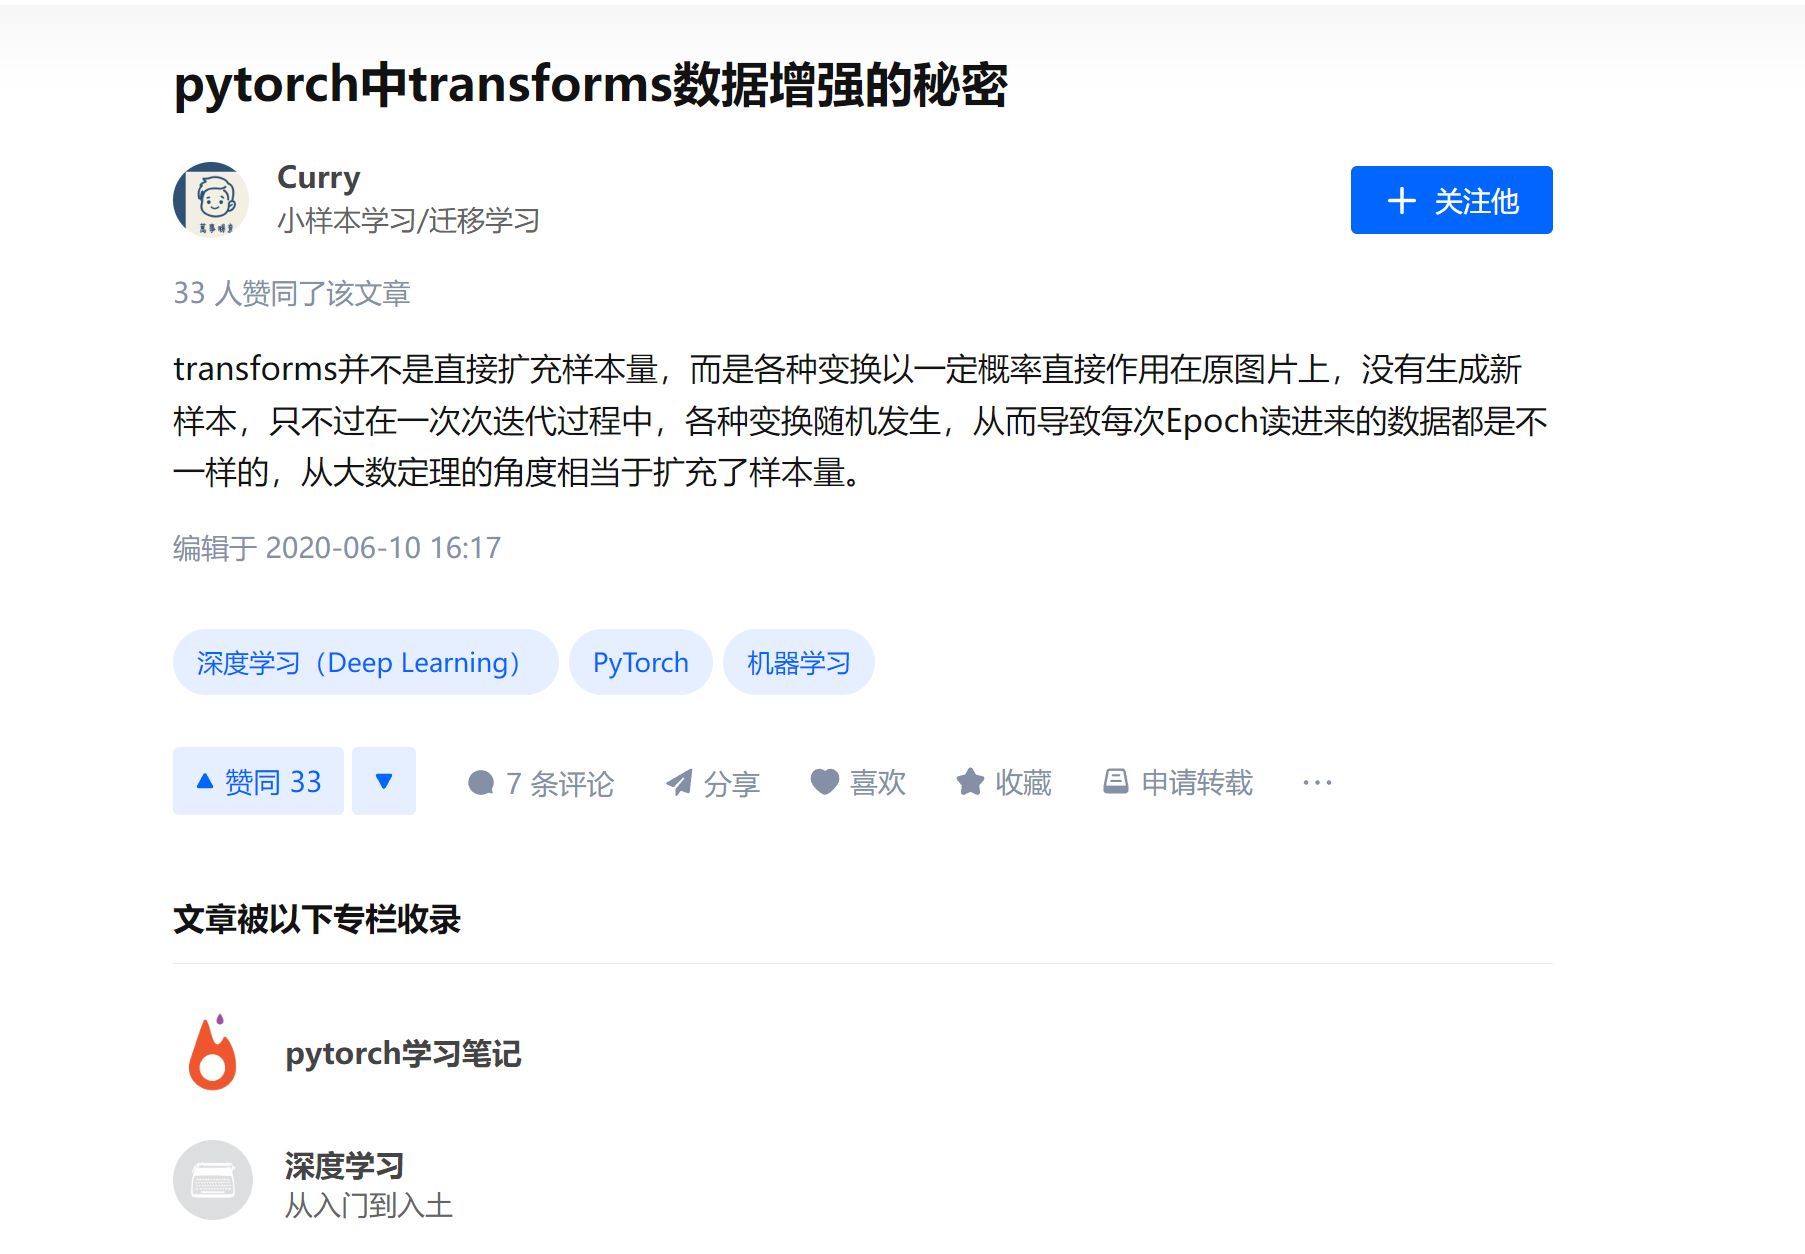 pytorch中transforms数据增强的秘密
Curry
小样本学习/迁移学习
关注他
33 人赞同了该文章
transforms并不是直接扩充样本量，而是各种变换以一定概率直接作用在原图片上，没有生成新
样本，只不过在一次次迭代过程中，各种变换随机发生，从而导致每次Epoch读进来的数据都是不
一样的，从大数定理的角度相当于扩充了样本量。
编辑于 2020-06-10 16:17
深度学习（Deep Learning） PyTorch 机器学习
赞同 33 7 条评论 分享 喜欢 收藏 申请转载 ···
文章被以下专栏收录
pytorch学习笔记
深度学习
从入门到入土